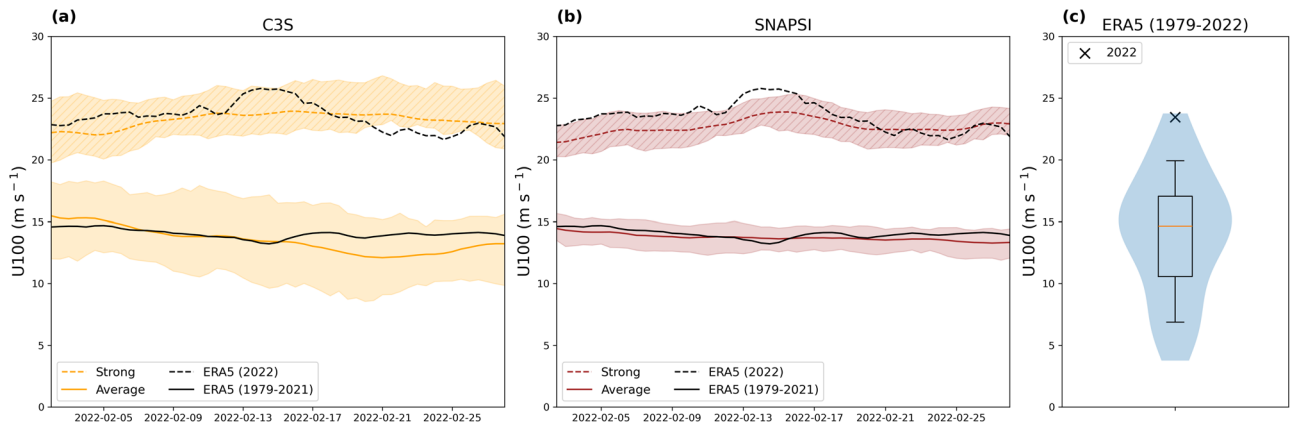 (a)
C3S
U100 (m s−1)
30
25
20
15
10
5
0
Strong
Average
ERA5 (2022)
ERA5 (1979-2021)
2022-02-05
2022-02-09
2022-02-13
2022-02-17
2022-02-21
2022-02-25
(b)
SNAPSI
U100 (m s−1)
30
25
20
15
10
5
0
Strong
Average
ERA5 (2022)
ERA5 (1979-2021)
2022-02-05
2022-02-09
2022-02-13
2022-02-17
2022-02-21
2022-02-25
(c)
ERA5 (1979-2022)
U100 (m s−1)
30
25
20
15
10
5
0
2022